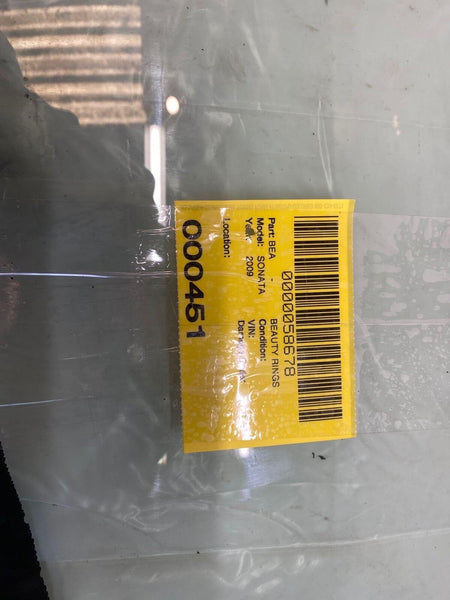 0000058678
Part: BEA - BEAUTY RINGS
Model: SONATA Condition:
Year: 2009 VIN:
Location:
000451